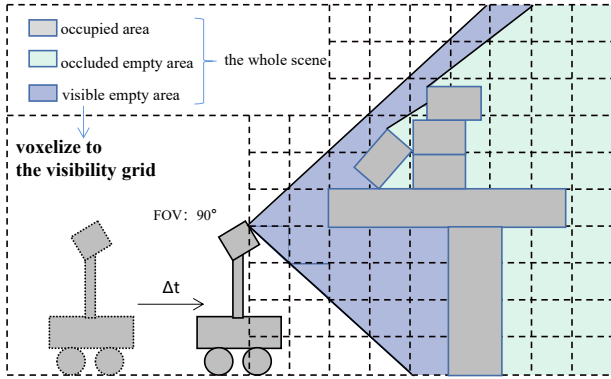 occupied area
occluded empty area
the whole scene
visible empty area
voxelize to
the visibility grid
FOV: 90°
Δt